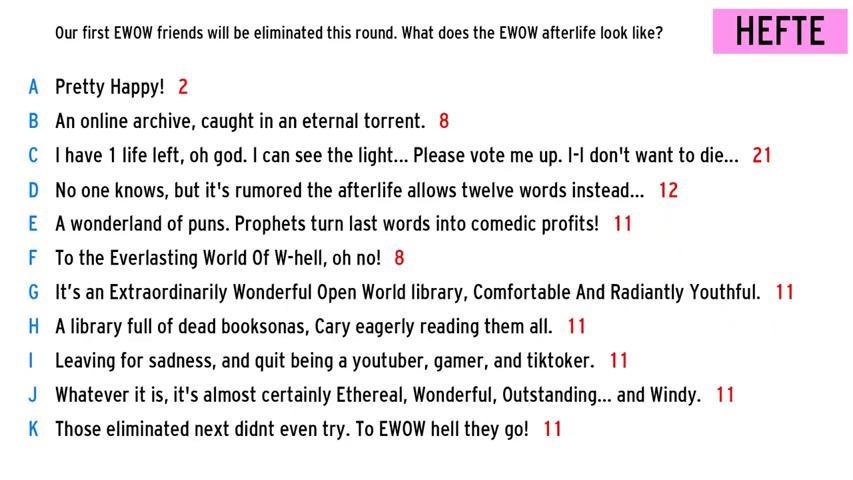 Our first EWOW friends will be eliminated this round. What does the EWOW afterlife look like?
HEFTE
A Pretty Happy! 2
B An online archive, caught in an eternal torrent. 8
C I have 1 life left, oh god. I can see the light... Please vote me up. I-I don't want to die... 21
D No one knows, but it's rumored the afterlife allows twelve words instead... 12
E A wonderland of puns. Prophets turn last words into comedic profits! 11
F To the Everlasting World Of W-hell, oh no! 8
G It's an Extraordinarily Wonderful Open World library, Comfortable And Radiantly Youthful. 11
H A library full of dead booksonas, Cary eagerly reading them all. 11
I Leaving for sadness, and quit being a youtuber, gamer, and tiktoker. 11
J Whatever it is, it's almost certainly Ethereal, Wonderful, Outstanding... and Windy. 11
K Those eliminated next didnt even try. To EWOW hell they go! 11